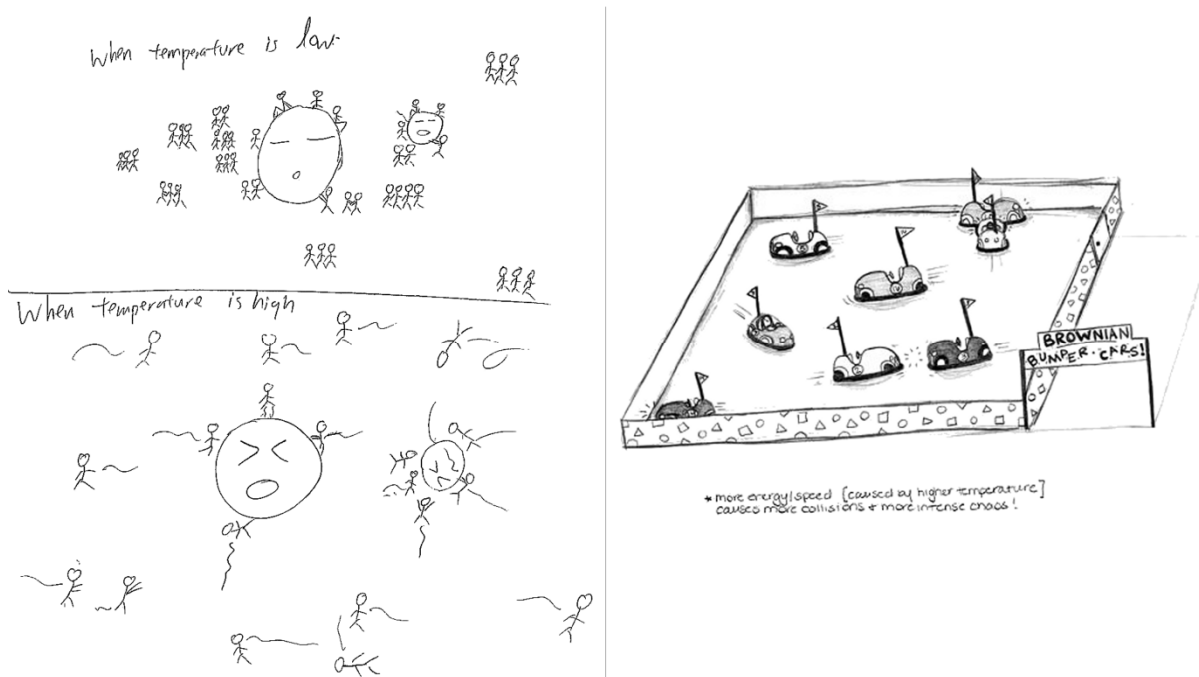 When temperature is low
When temperature is high
BROWNIAN
BUMPER·CARS!
* more energy/speed [caused by higher temperature]
causes more collisions + more intense chaos!